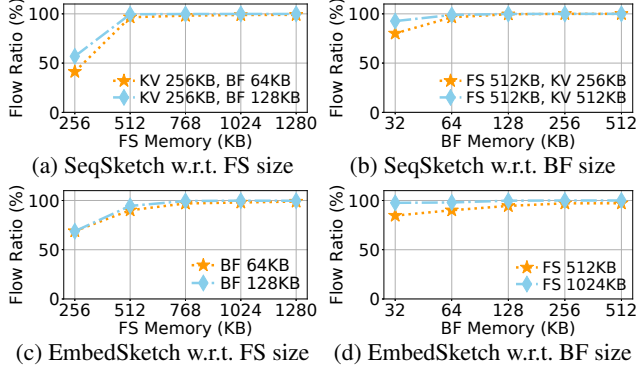 Flow Ratio (%)
100
50
0
KV 256KB, BF 64KB
KV 256KB, BF 128KB
256 512 768 1024 1280
FS Memory (KB)
(a) SeqSketch w.r.t. FS size
Flow Ratio (%)
100
50
0
FS 512KB, KV 256KB
FS 512KB, KV 512KB
32 64 128 256 512
BF Memory (KB)
(b) SeqSketch w.r.t. BF size
Flow Ratio (%)
100
50
0
BF 64KB
BF 128KB
256 512 768 1024 1280
FS Memory (KB)
(c) EmbedSketch w.r.t. FS size
Flow Ratio (%)
100
50
0
FS 512KB
FS 1024KB
32 64 128 256 512
BF Memory (KB)
(d) EmbedSketch w.r.t. BF size